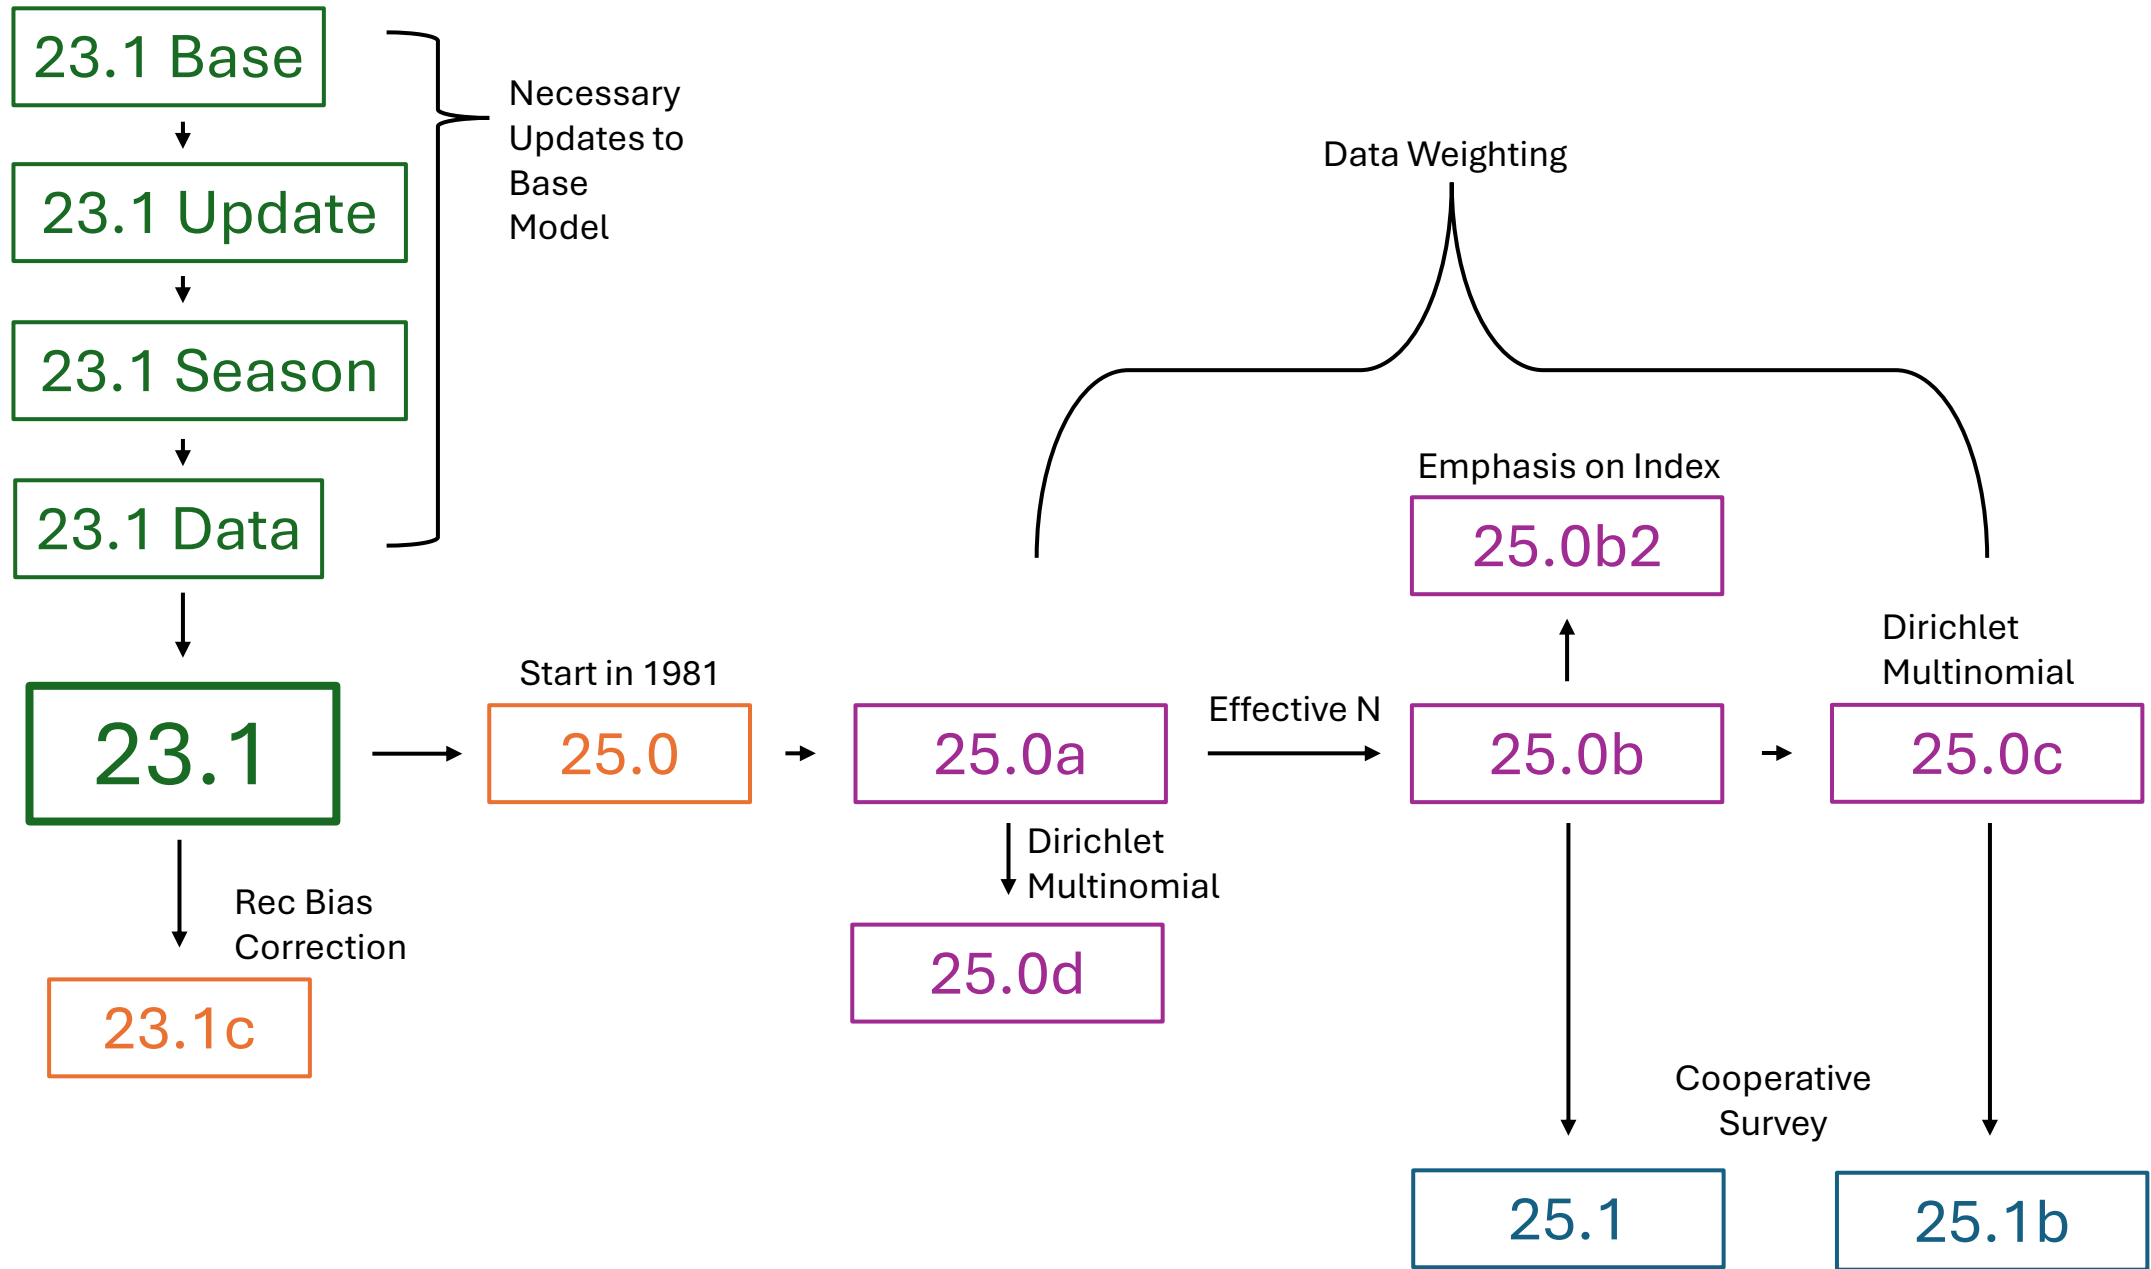 23.1 Base
Necessary
Updates to
Base
Model
23.1 Update
23.1 Season
23.1 Data
23.1
Rec Bias
Correction
23.1c
Start in 1981
25.0
Data Weighting
25.0a
Dirichlet
Multinomial
25.0d
Effective N
Emphasis on Index
25.0b2
25.0b
Dirichlet
Multinomial
25.0c
Cooperative
Survey
25.1
25.1b